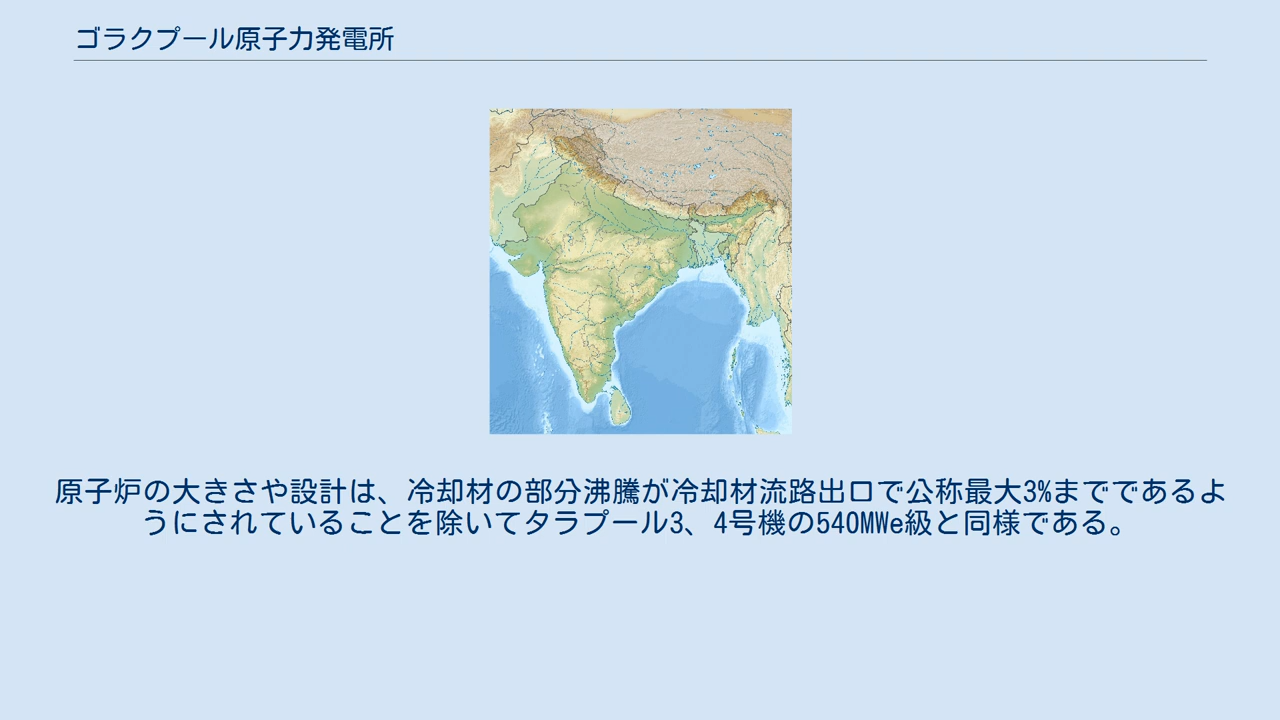 ゴラクプール原子力発電所
原子炉の大きさや設計は、冷却材の部分沸騰が冷却材流路出口で公称最大3%までであるよ
うにされていることを除いてタラプール3、4号機の540MWe級と同様である。